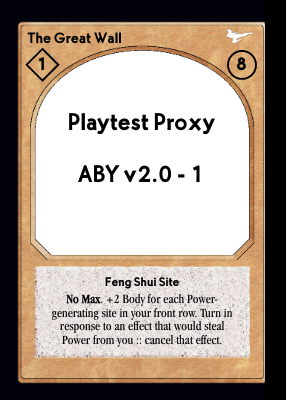 The Great Wall
1
8
Playtest Proxy
ABY v2.0 - 1
Feng Shui Site
No Max. +2 Body for each Power-
generating site in your front row. Turn in
response to an effect that would steal
Power from you :: cancel that effect.